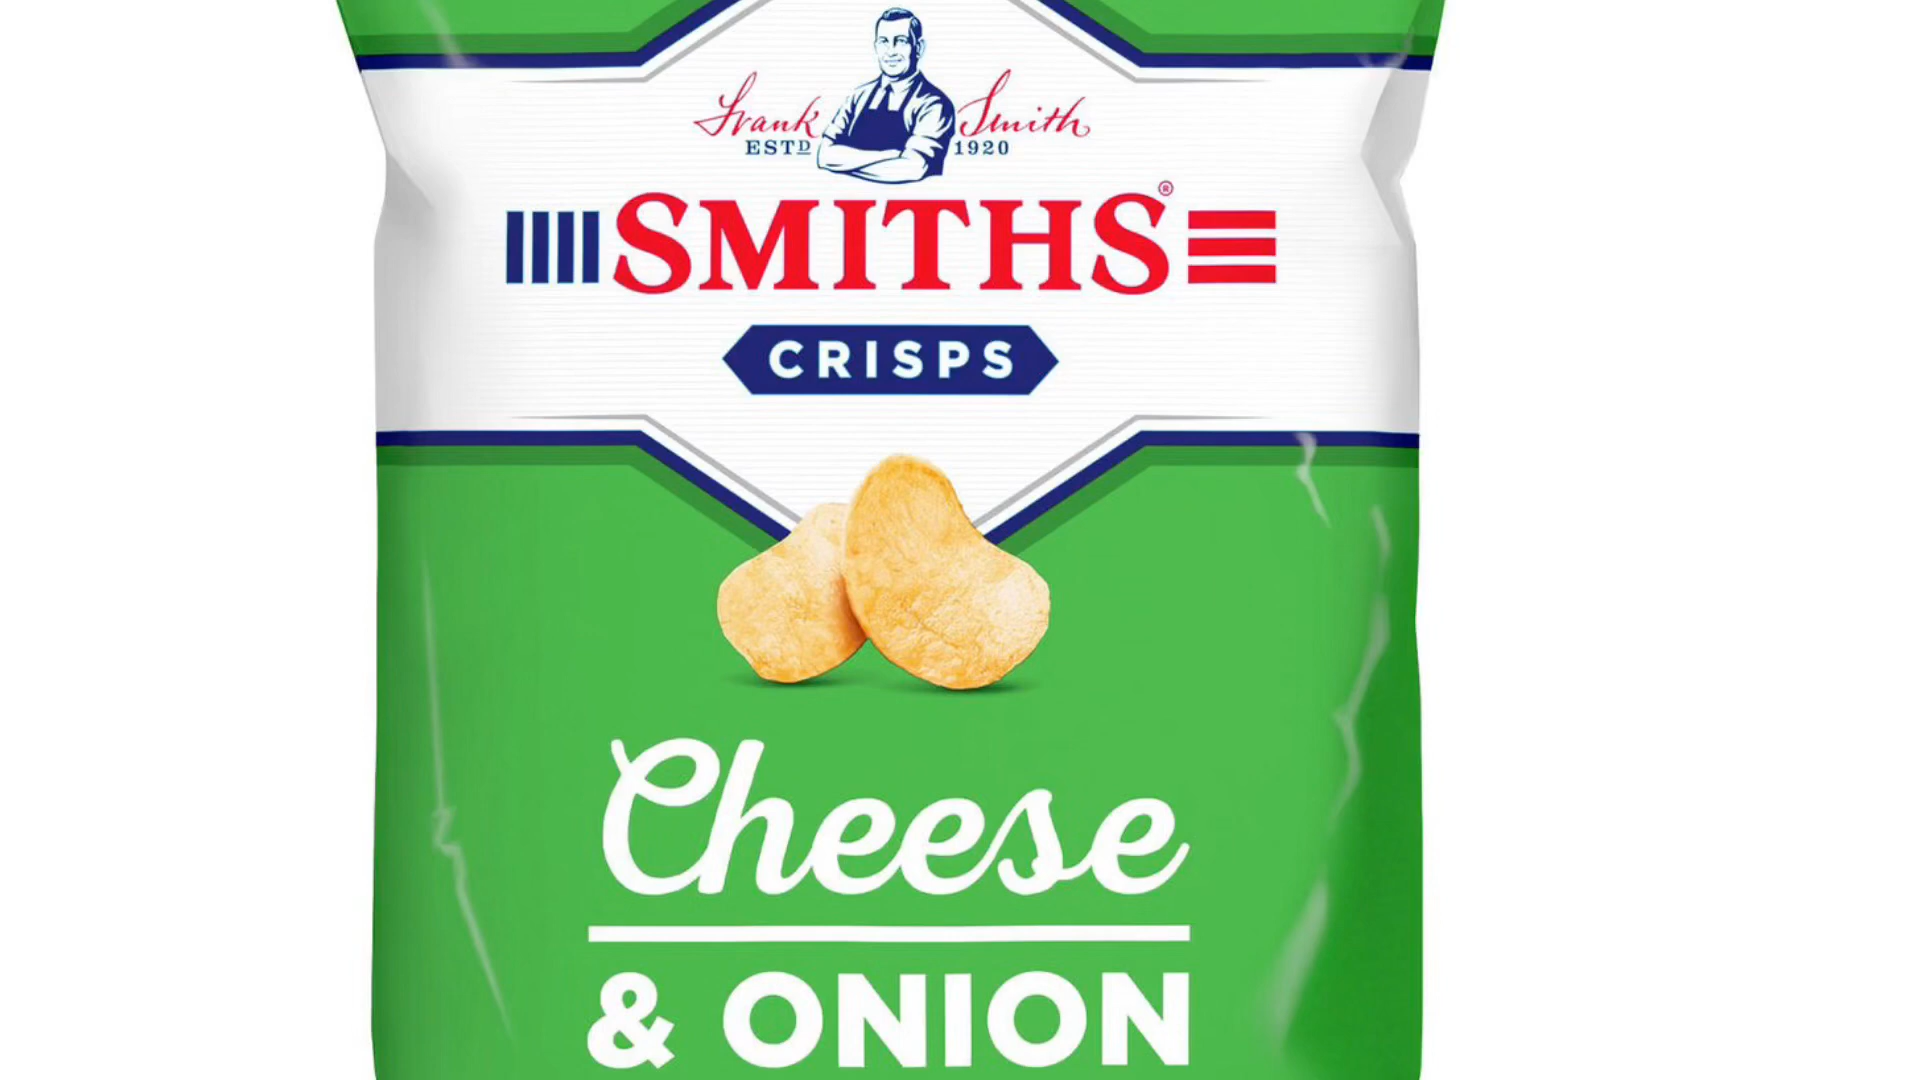 Frank Smith
ESTD 1920
SMITHS®
CRISPS
Cheese
& ONION